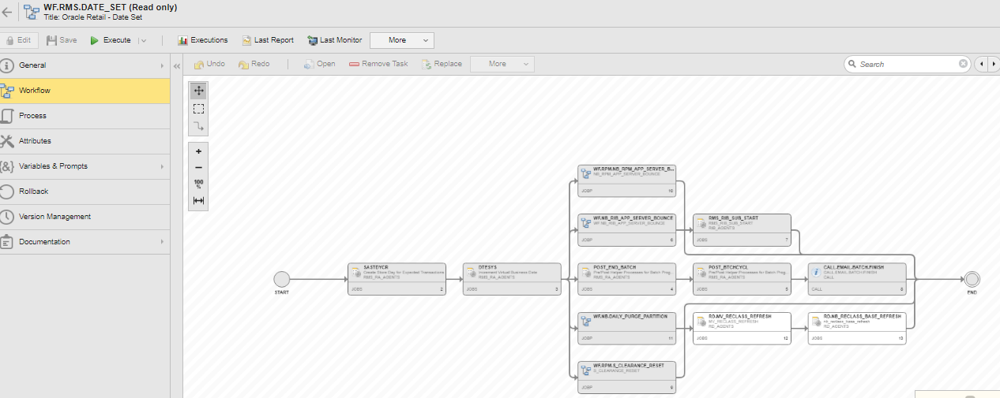 WF.RMS.DATE_SET (Read only)
Title: Oracle Retail - Date Set
Edit Save Execute Executions Last Report Last Monitor More
General
Workflow
Process
Attributes
Variables & Prompts
Rollback
Version Management
Documentation
Undo Redo Open Remove Task Replace More Search
100
%
START
SASTDYCR
Create Store Day for Expected Transactions
RMS_RA_AGENTS
JOBS 2
DTESYS
Increment Virtual Business Date
RMS_RA_AGENTS
JOBS 3
WF.RPM.NB_RPM_APP_SERVER_B...
NB_RPM_APP_SERVER_BOUNCE
JOBP 10
WF.NB_RIB_APP_SERVER_BOUNCE
WF.NB_RIB_APP_SERVER_BOUNCE
JOBP 6
RMS_RIB_SUB_START
RMS_RIB_SUB_START
RIB_AGENTS
JOBS 7
POST_END_BATCH
Pre/Post Helper Processes for Batch Prog...
RMS_RA_AGENTS
JOBS 4
POST_BTCHCYCL
Pre/Post Helper Processes for Batch Prog...
RMS_RA_AGENTS
JOBS 5
CALL.EMAIL.BATCH.FINISH
CALL.EMAIL.BATCH.FINISH
CALL
CALL 8
WF.NB.DAILY_PURGE_PARTITION
JOBP 11
RD.MV_RECLASS_REFRESH
MV_RECLASS_REFRESH
RD_AGENTS
JOBS 12
RD.NB_RECLASS_BASE_REFRESH
nb_reclass_base_refresh
RD_AGENTS
JOBS 13
WF.RPM.S_CLEARANCE_RESET
S_CLEARANCE_RESET
JOBP 9
END